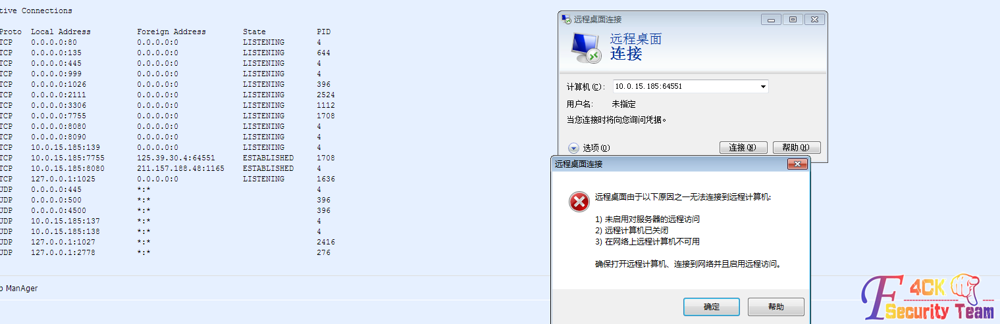 tive Connections
Proto Local Address Foreign Address State PID
TCP 0.0.0.0:80 0.0.0.0:0 LISTENING 4
TCP 0.0.0.0:135 0.0.0.0:0 LISTENING 644
TCP 0.0.0.0:445 0.0.0.0:0 LISTENING 4
TCP 0.0.0.0:999 0.0.0.0:0 LISTENING 4
TCP 0.0.0.0:1026 0.0.0.0:0 LISTENING 396
TCP 0.0.0.0:2111 0.0.0.0:0 LISTENING 2524
TCP 0.0.0.0:3306 0.0.0.0:0 LISTENING 1112
TCP 0.0.0.0:7755 0.0.0.0:0 LISTENING 1708
TCP 0.0.0.0:8080 0.0.0.0:0 LISTENING 4
TCP 0.0.0.0:8090 0.0.0.0:0 LISTENING 4
TCP 10.0.15.185:139 0.0.0.0:0 LISTENING 4
TCP 10.0.15.185:7755 125.39.30.4:64551 ESTABLISHED 1708
TCP 10.0.15.185:8080 211.157.188.48:1165 ESTABLISHED 4
TCP 127.0.0.1:1025 0.0.0.0:0 LISTENING 1636
UDP 0.0.0.0:445 *:* 4
UDP 0.0.0.0:500 *:* 396
UDP 0.0.0.0:4500 *:* 396
UDP 10.0.15.185:137 *:* 4
UDP 10.0.15.185:138 *:* 4
UDP 127.0.0.1:1027 *:* 2416
UDP 127.0.0.1:2778 *:* 276
o ManAger
远程桌面连接
远程桌面
连接
计算机(C): 10.0.15.185:64551
用户名: 未指定
当您连接时将向您询问凭据。
选项(O) 连接(N) 帮助(H)
远程桌面连接
远程桌面由于以下原因之一无法连接到远程计算机:
1) 未启用对服务器的远程访问
2) 远程计算机已关闭
3) 在网络上远程计算机不可用
确保打开远程计算机、连接到网络并且启用远程访问。
确定 帮助
F4CK
Security Team